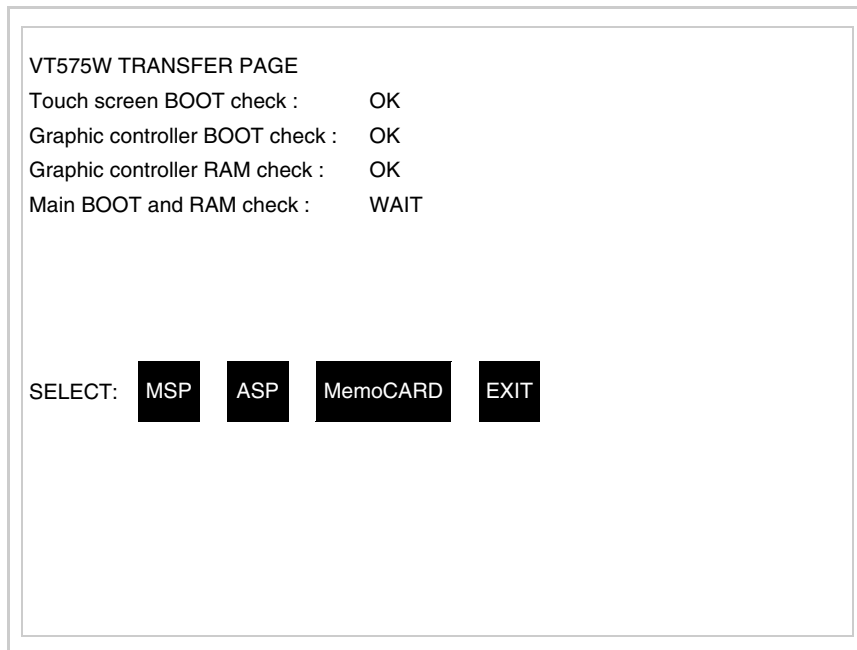 VT575W TRANSFER PAGE
Touch screen BOOT check : OK
Graphic controller BOOT check : OK
Graphic controller RAM check : OK
Main BOOT and RAM check : WAIT
SELECT: MSP ASP MemoCARD EXIT